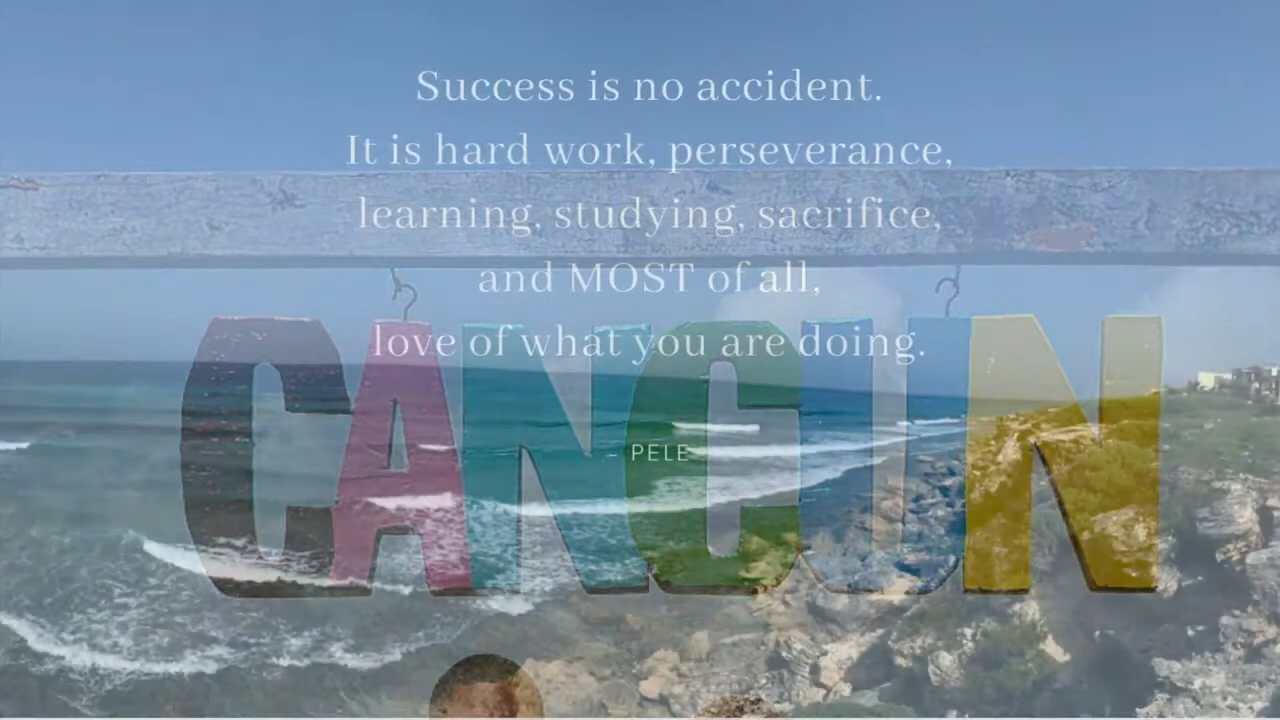 Success is no accident.
It is hard work, perseverance,
learning, studying, sacrifice,
and MOST of all,
love of what you are doing.
– PELE
CANCUN